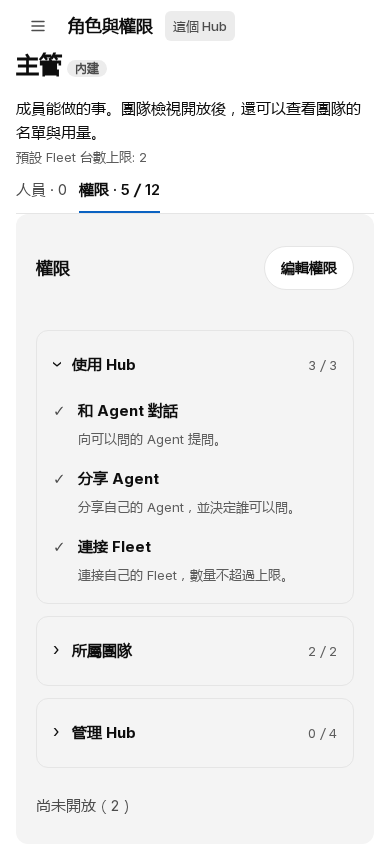 角色與權限 這個 Hub
主管 內建
成員能做的事。團隊檢視開放後，還可以查看團隊的
名單與用量。
預設 Fleet 台數上限: 2
人員 · 0 權限 · 5 / 12
權限 編輯權限
使用 Hub 3 / 3
✓ 和 Agent 對話
向可以問的 Agent 提問。
✓ 分享 Agent
分享自己的 Agent，並決定誰可以問。
✓ 連接 Fleet
連接自己的 Fleet，數量不超過上限。
所屬團隊 2 / 2
管理 Hub 0 / 4
尚未開放（2）